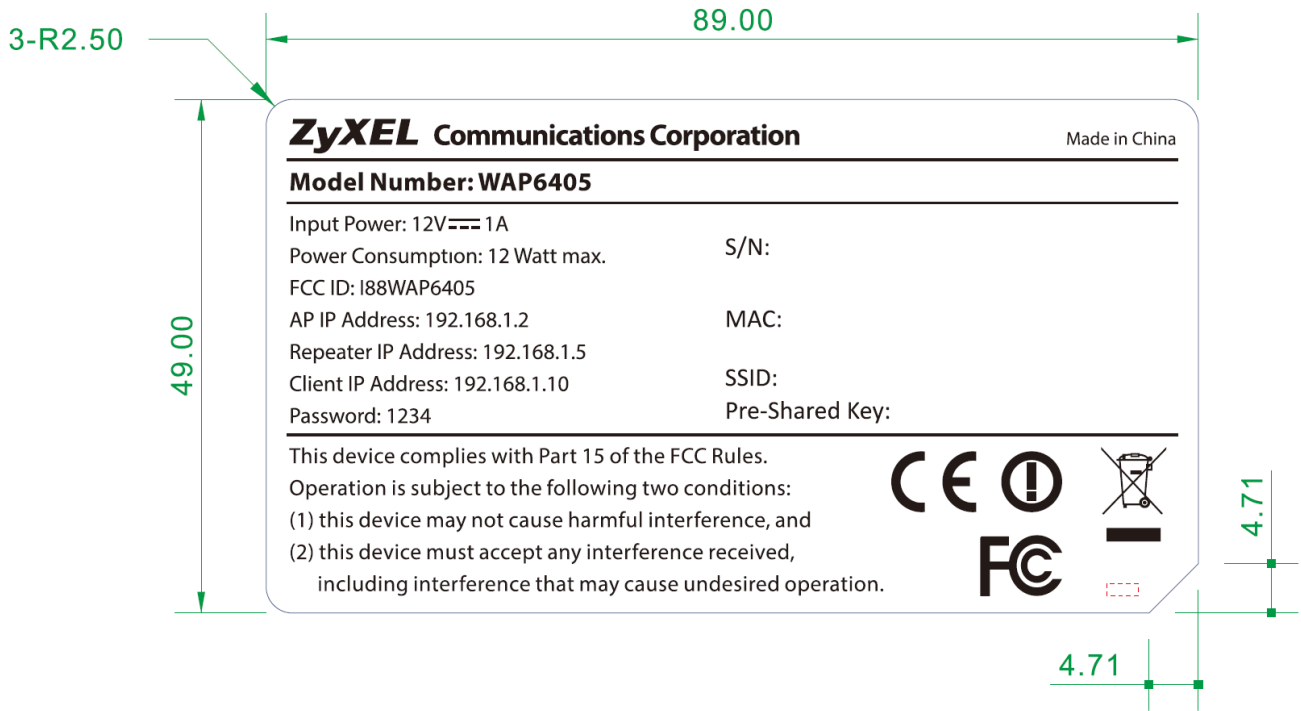 89.00
3-R2.50
ZyXEL Communications Corporation
Made in China
Model Number: WAP6405
Input Power: 12V⎓1A
Power Consumption: 12 Watt max.
FCC ID: I88WAP6405
AP IP Address: 192.168.1.2
Repeater IP Address: 192.168.1.5
Client IP Address: 192.168.1.10
Password: 1234
S/N:
MAC:
SSID:
Pre-Shared Key:
49.00
This device complies with Part 15 of the FCC Rules.
Operation is subject to the following two conditions:
(1) this device may not cause harmful interference, and
(2) this device must accept any interference received,
including interference that may cause undesired operation.
CE
FC
4.71
4.71